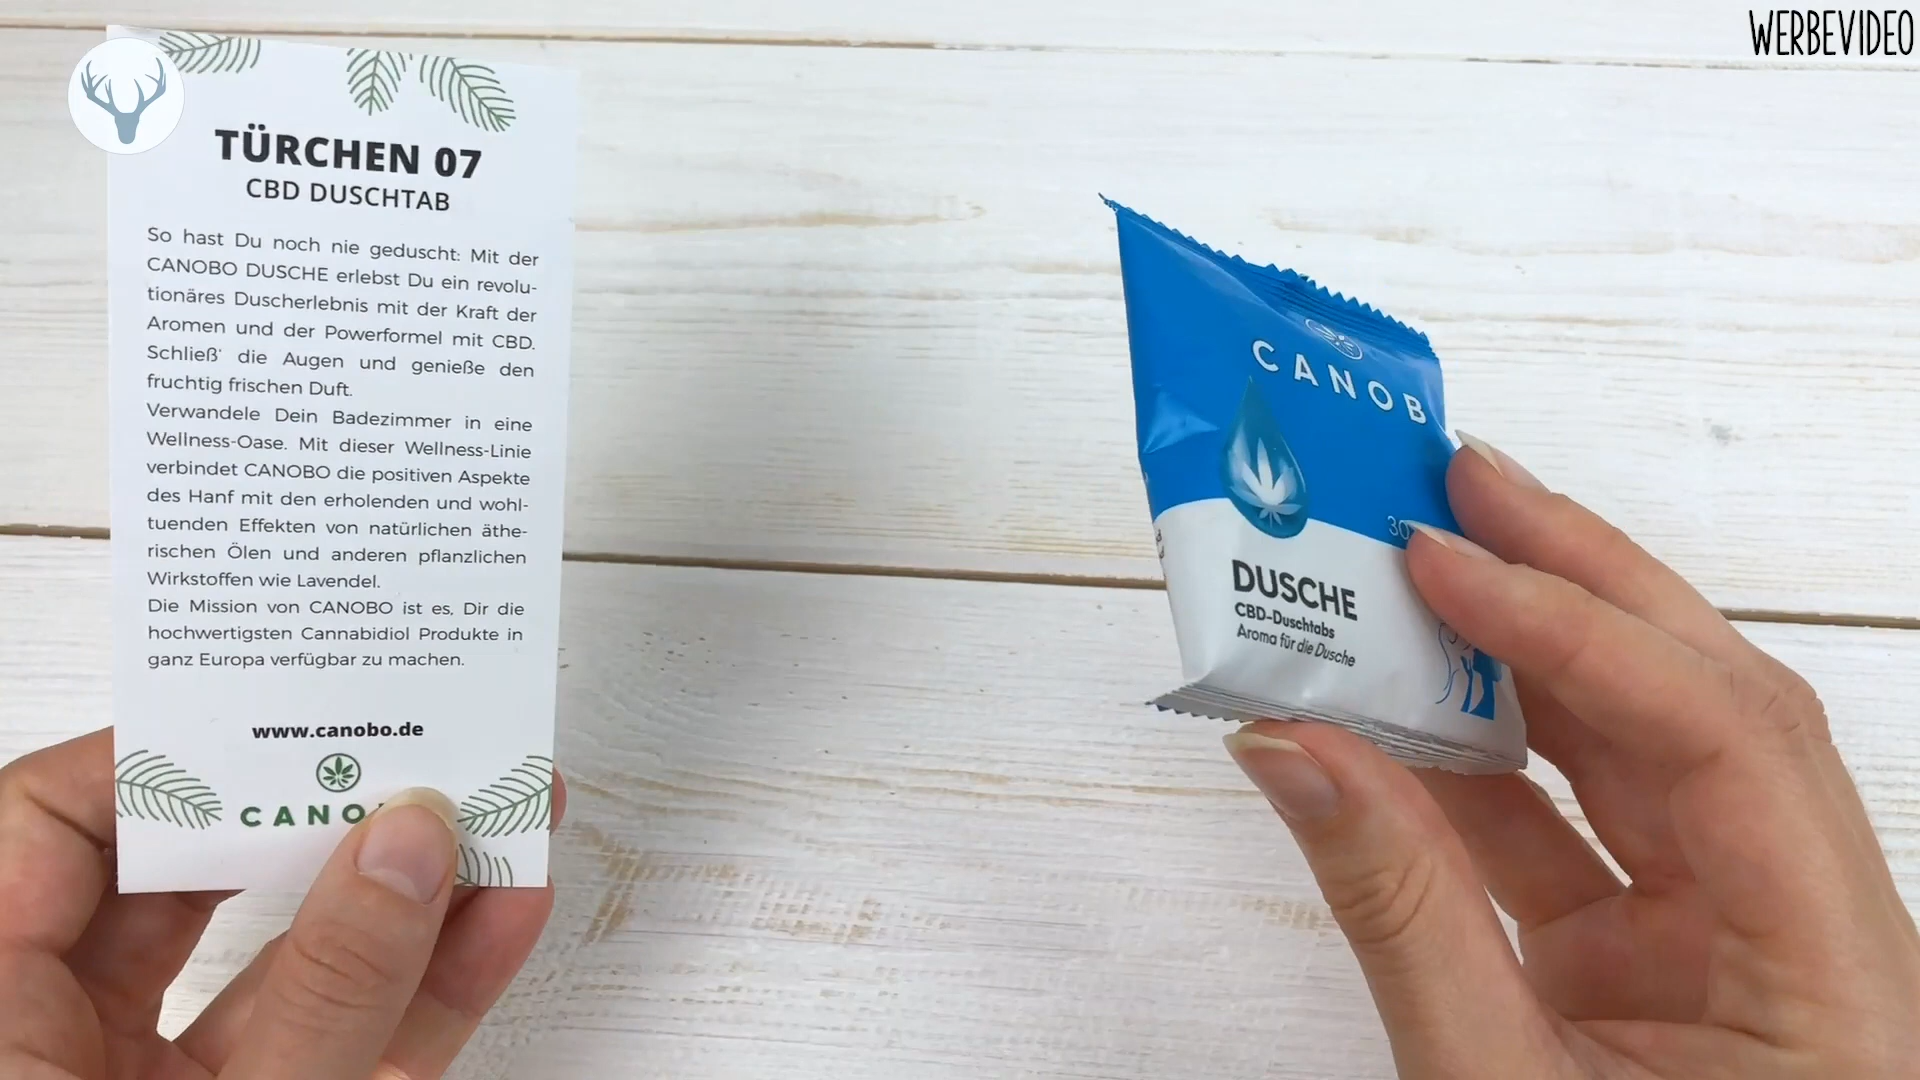 WERBEVIDEO
TÜRCHEN 07
CBD DUSCHTAB
So hast Du noch nie geduscht: Mit der
CANOBO DUSCHE erlebst Du ein revolu-
tionäres Duscherlebnis mit der Kraft der
Aromen und der Powerformel mit CBD.
Schließ' die Augen und genieße den
fruchtig frischen Duft.
Verwandele Dein Badezimmer in eine
Wellness-Oase. Mit dieser Wellness-Linie
verbindet CANOBO die positiven Aspekte
des Hanf mit den erholenden und wohl-
tuenden Effekten von natürlichen äthe-
rischen Ölen und anderen pflanzlichen
Wirkstoffen wie Lavendel.
Die Mission von CANOBO ist es, Dir die
hochwertigsten Cannabidiol Produkte in
ganz Europa verfügbar zu machen.
www.canobo.de
CANO
CANOB
30
DUSCHE
CBD-Duschtabs
Aroma für die Dusche